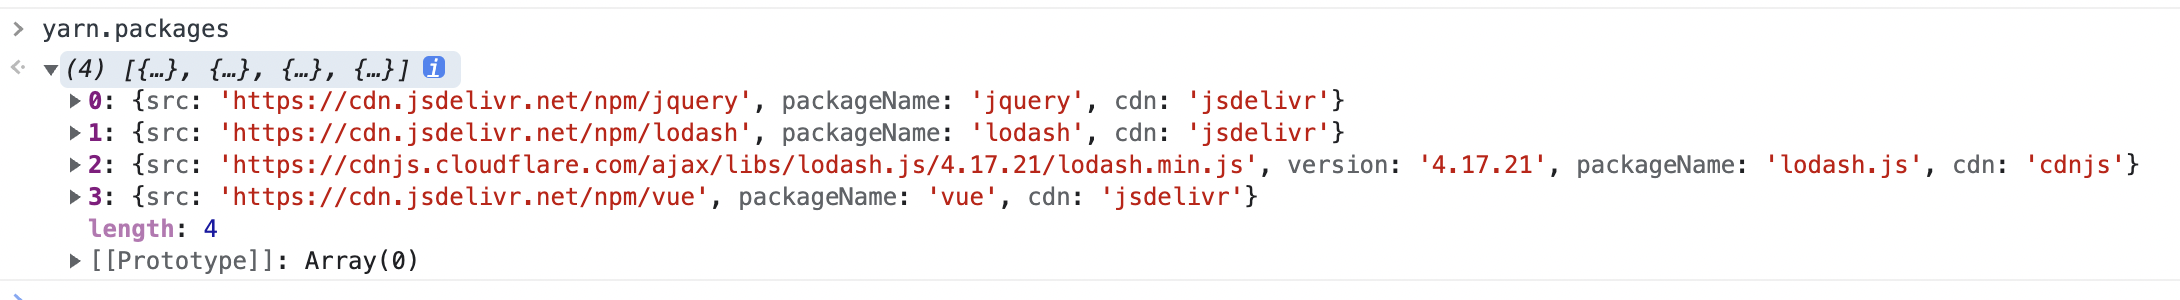 > yarn.packages
(4) [{…}, {…}, {…}, {…}] i
0: {src: 'https://cdn.jsdelivr.net/npm/jquery', packageName: 'jquery', cdn: 'jsdelivr'}
1: {src: 'https://cdn.jsdelivr.net/npm/lodash', packageName: 'lodash', cdn: 'jsdelivr'}
2: {src: 'https://cdnjs.cloudflare.com/ajax/libs/lodash.js/4.17.21/lodash.min.js', version: '4.17.21', packageName: 'lodash.js', cdn: 'cdnjs'}
3: {src: 'https://cdn.jsdelivr.net/npm/vue', packageName: 'vue', cdn: 'jsdelivr'}
length: 4
[[Prototype]]: Array(0)